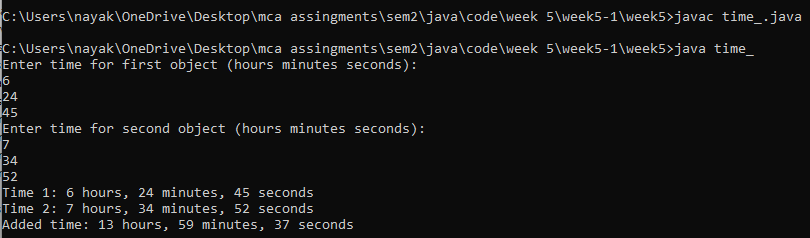 C:\Users\nayak\OneDrive\Desktop\mca assingments\sem2\java\code\week 5\week5-1\week5>javac time_.java
C:\Users\nayak\OneDrive\Desktop\mca assingments\sem2\java\code\week 5\week5-1\week5>java time_
Enter time for first object (hours minutes seconds):
6
24
45
Enter time for second object (hours minutes seconds):
7
34
52
Time 1: 6 hours, 24 minutes, 45 seconds
Time 2: 7 hours, 34 minutes, 52 seconds
Added time: 13 hours, 59 minutes, 37 seconds